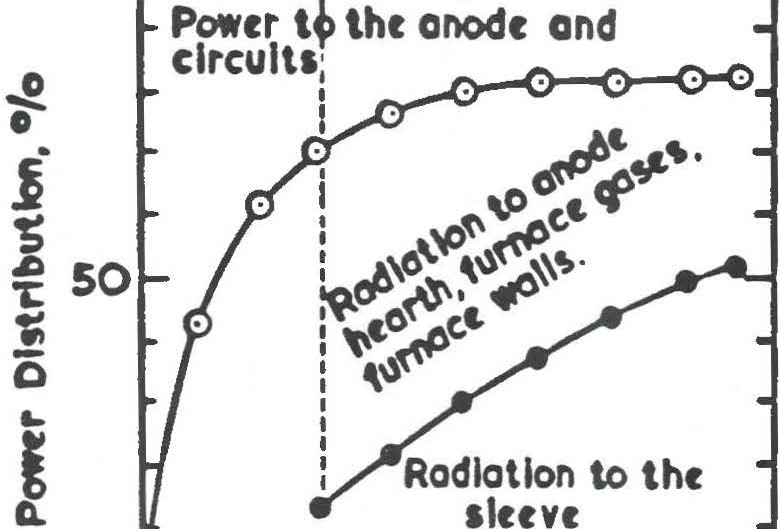 Power to the anode and
circuits
Power Distribution, %
50
Radiation to anode
hearth, furnace gases.
furnace walls.
Radiation to the
sleeve